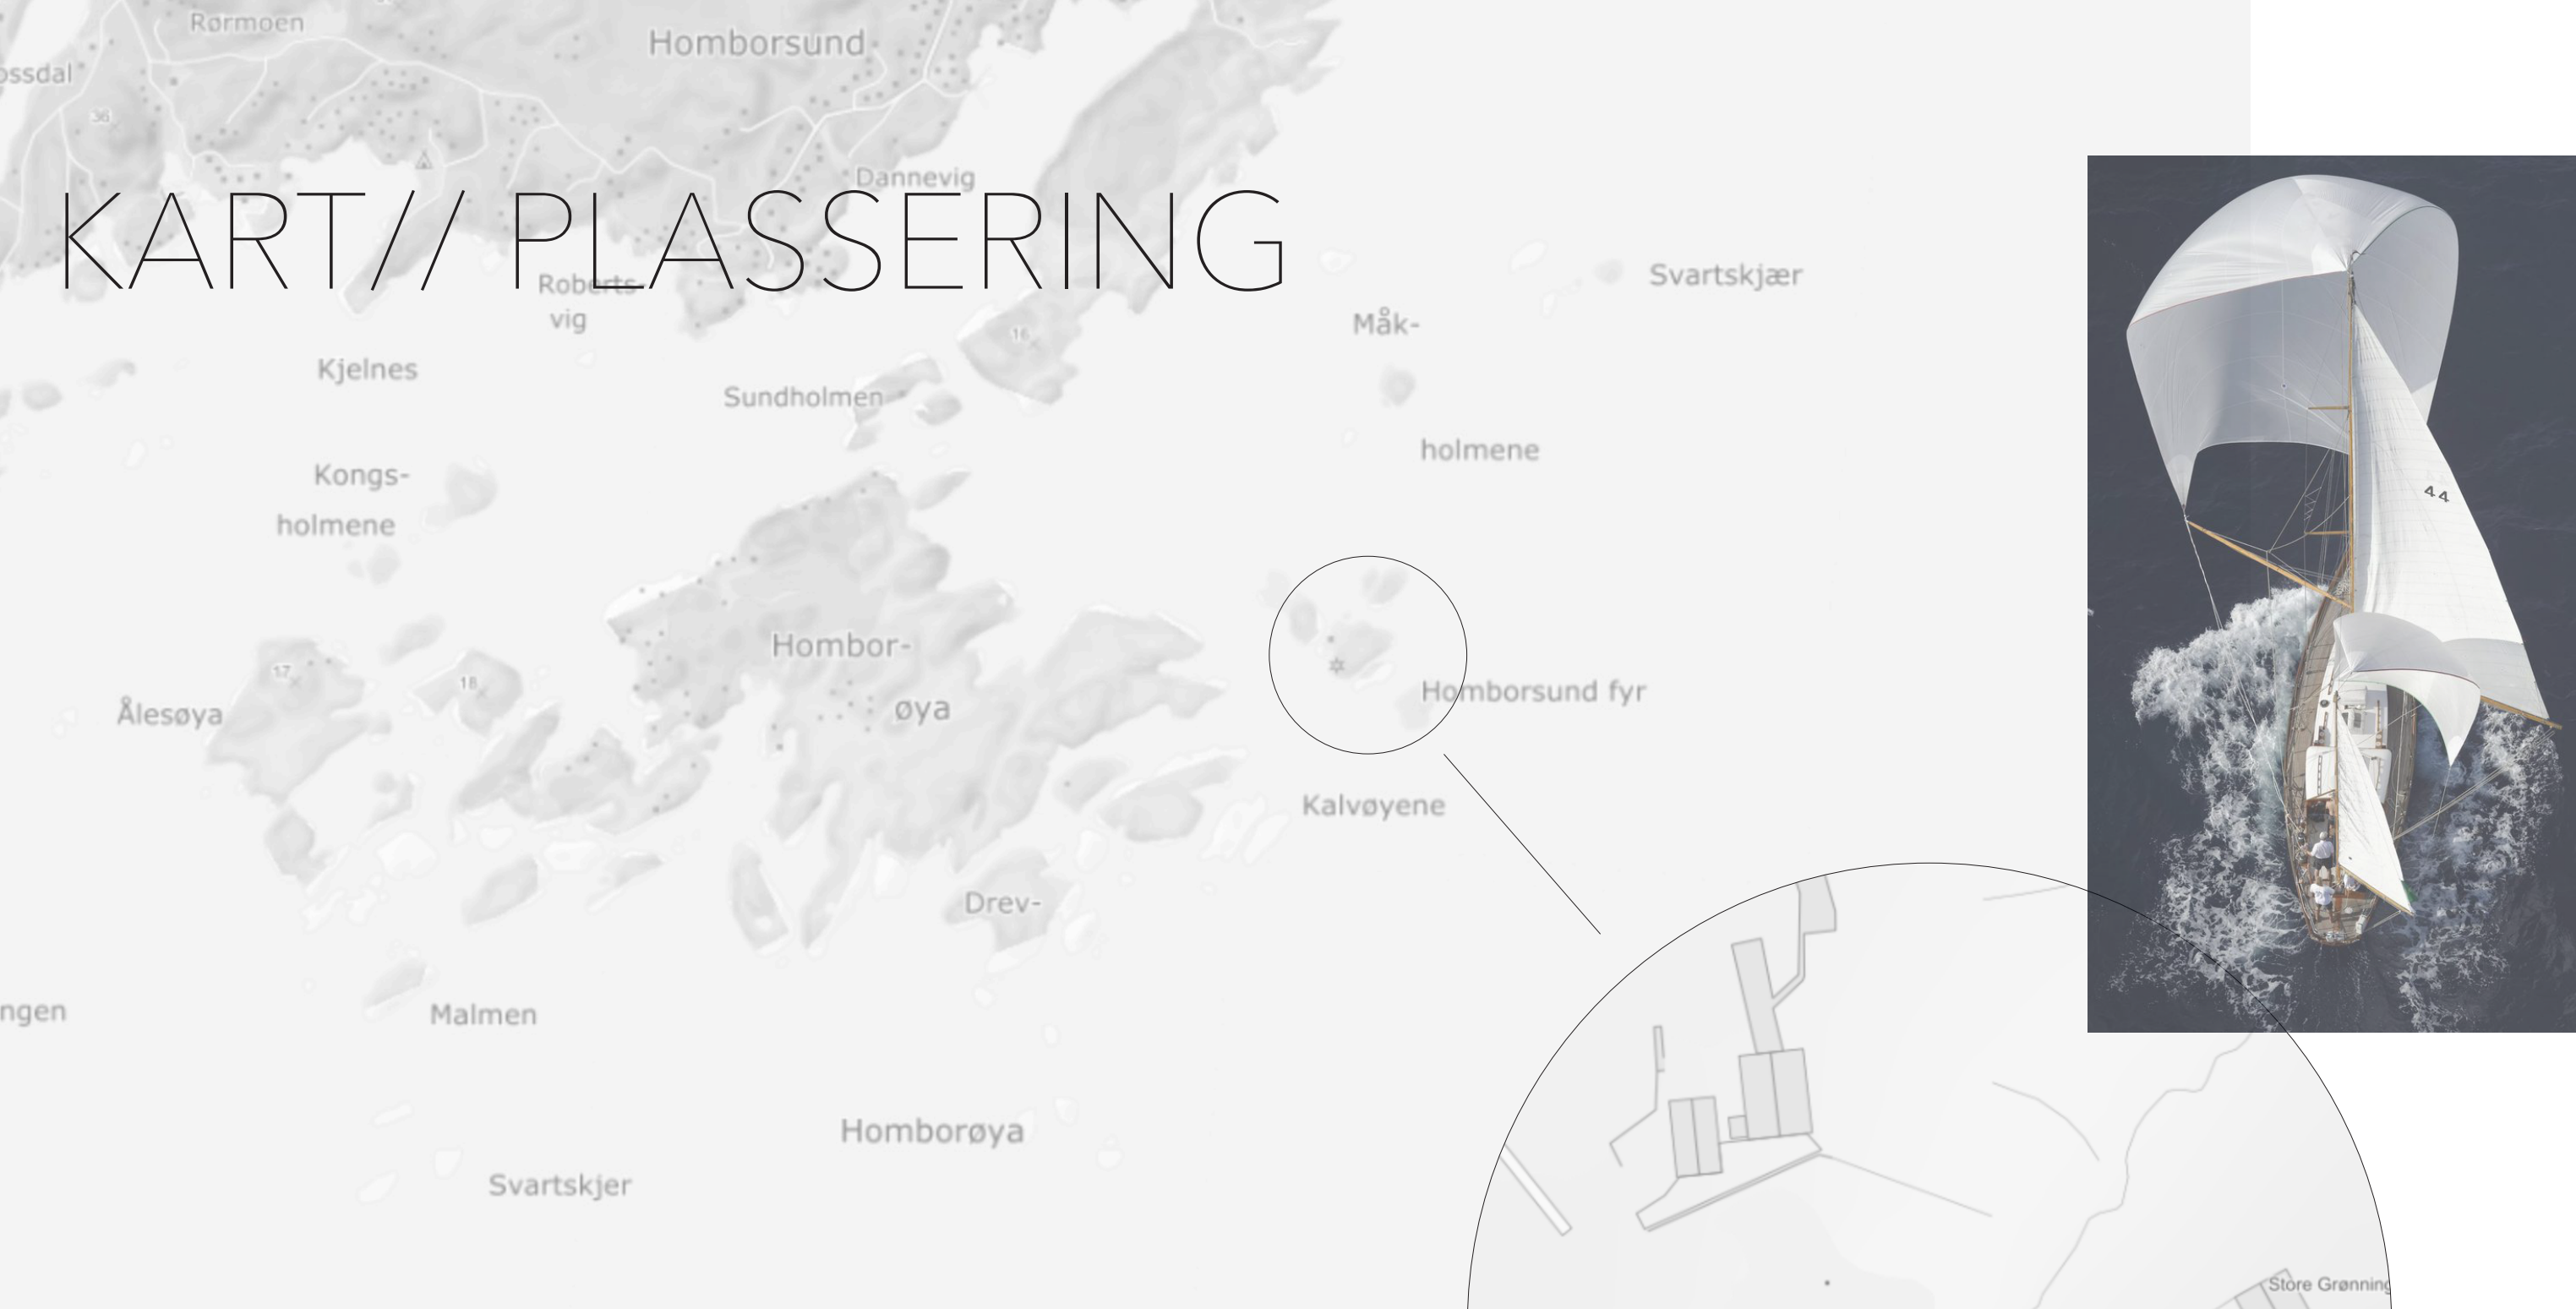 Rørmoen
Homborsund
ossdal
36
Dannevig
KART// PLASSERING
Roberts-
vig
Svartskjær
Måk-
16
Kjelnes
Sundholmen
holmene
Kongs-
44
holmene
Hombor-
17
18
Homborsund fyr
øya
Ålesøya
Kalvøyene
Drev-
ngen
Malmen
Homborøya
Svartskjer
Store Grønning